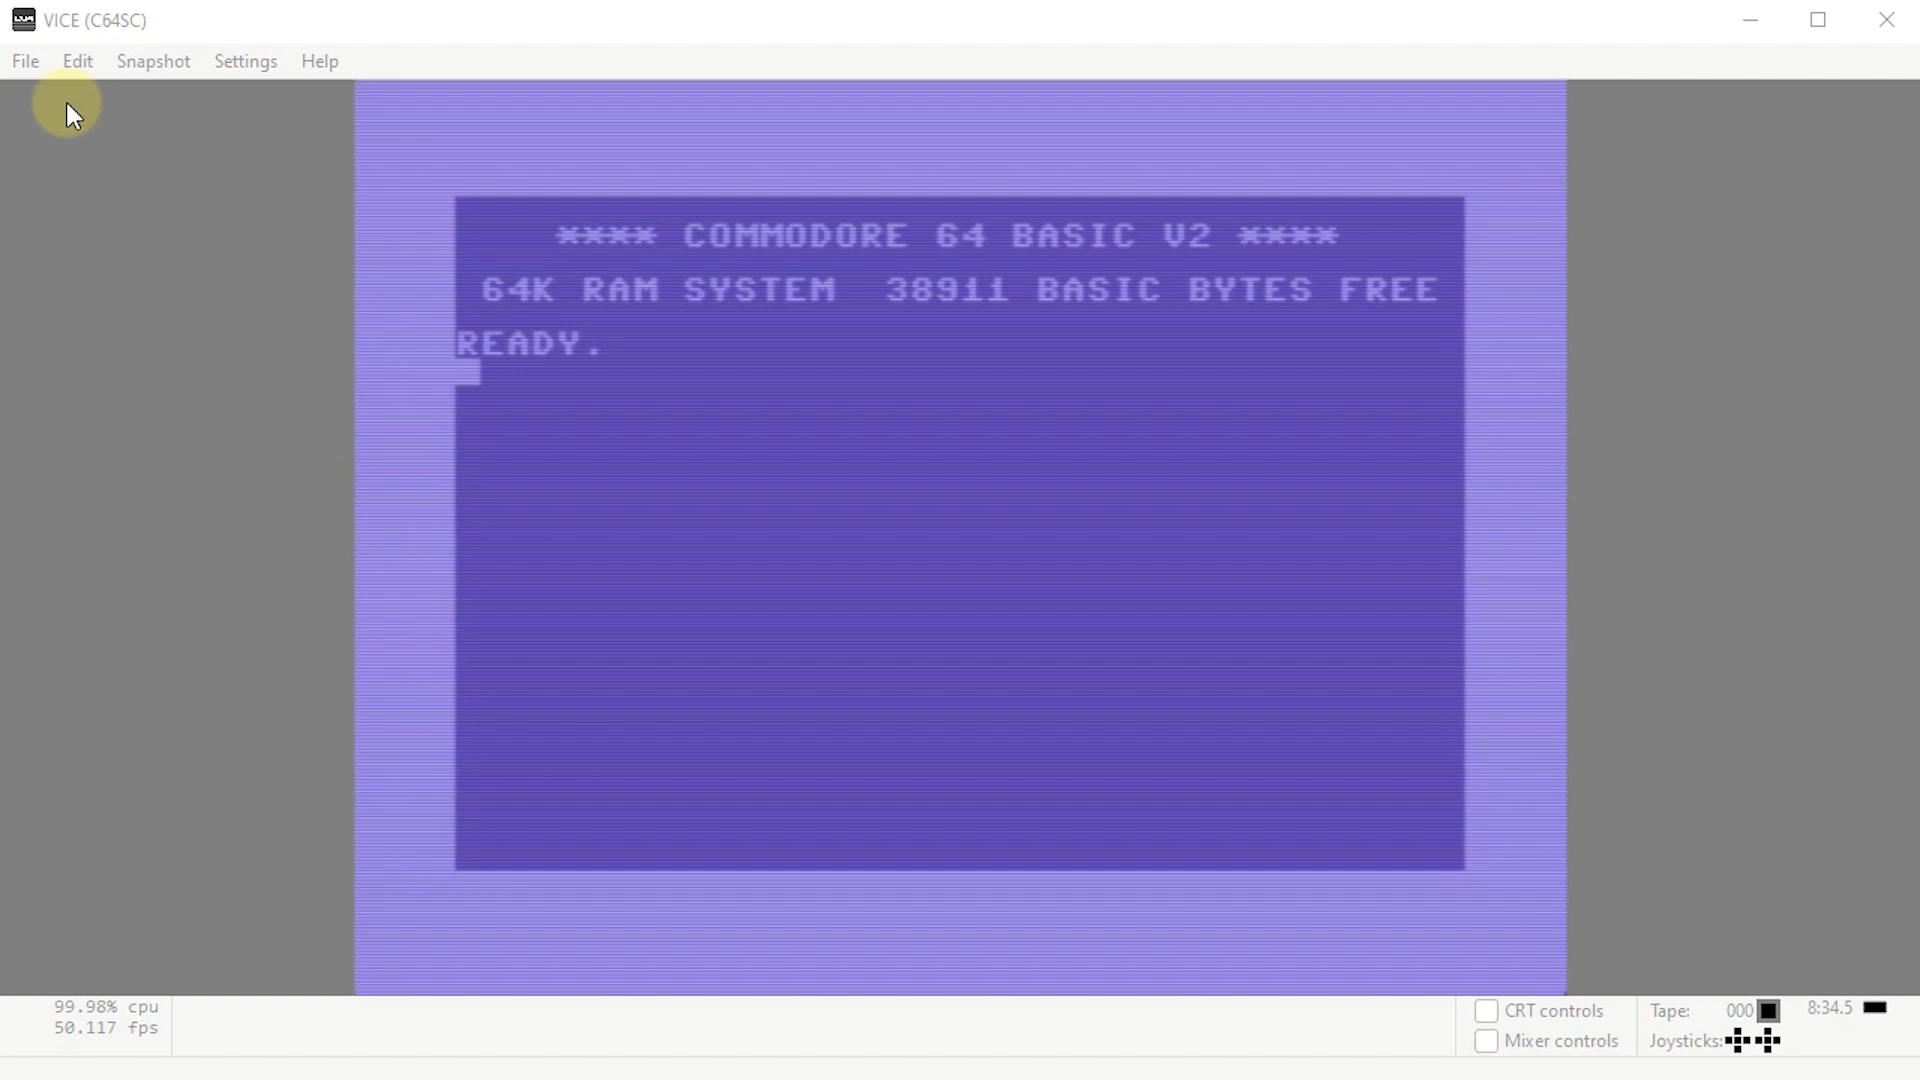 VICE (C64SC)
File Edit Snapshot Settings Help
**** COMMODORE 64 BASIC V2 ****
64K RAM SYSTEM 38911 BASIC BYTES FREE
READY.
99.98% cpu
50.117 fps
CRT controls
Mixer controls
Tape: 000
Joysticks:
8:34.5